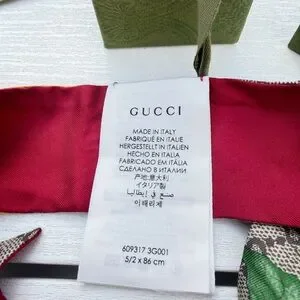 GUCCI
MADE IN ITALY
FABRIQUÉ EN ITALIE
HERGESTELLT IN ITALIEN
HECHO EN ITALIA
FABRICADO EM ITÁLIA
СДЕЛАНО В ИТАЛИИ
产地:意大利
イタリア製
صنع في إيطاليا
이태리제
609317 3G001
5/2 x 86 cm